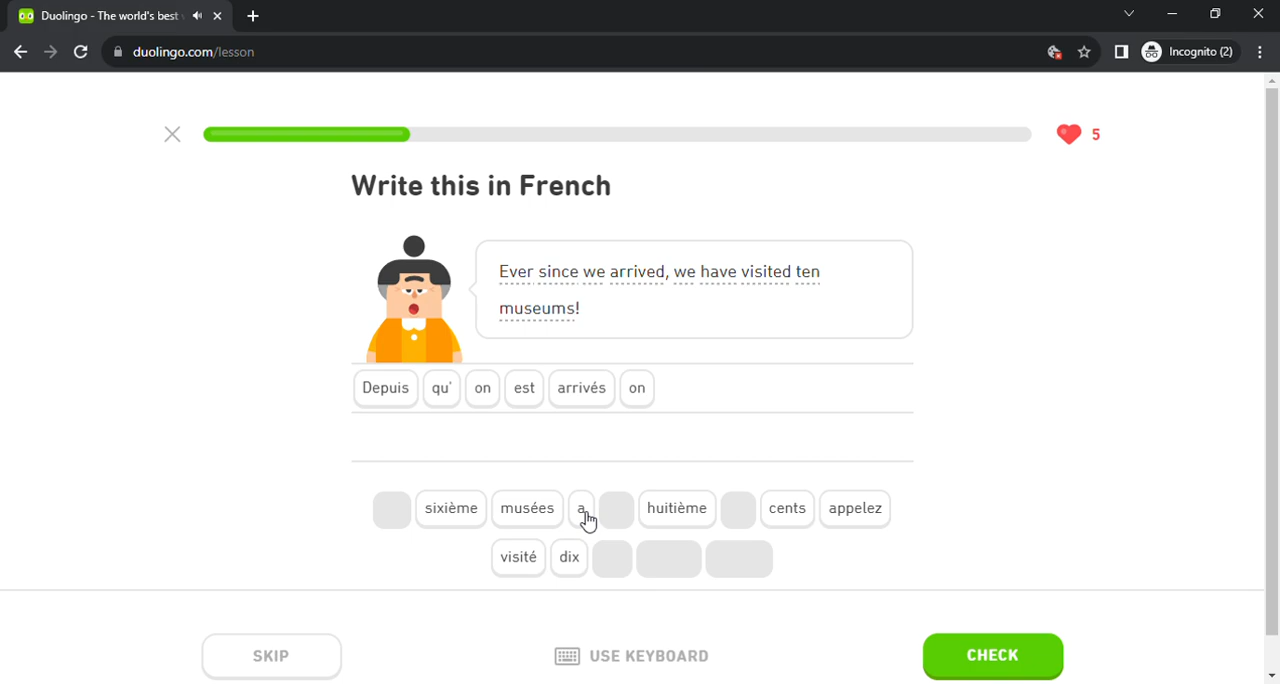 Duolingo - The world's best
duolingo.com/lesson
Incognito (2)
5
Write this in French
Ever since we arrived, we have visited ten
museums!
Depuis qu' on est arrivés on
sixième musées a huitième cents appelez
visité dix
SKIP USE KEYBOARD CHECK